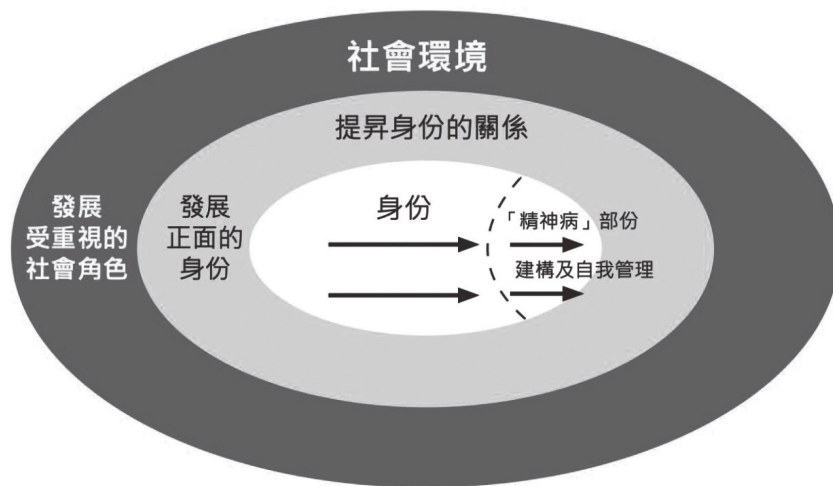 社會環境
提昇身份的關係
發展
受重視的
社會角色
發展
正面的
身份
身份
「精神病」部份
建構及自我管理